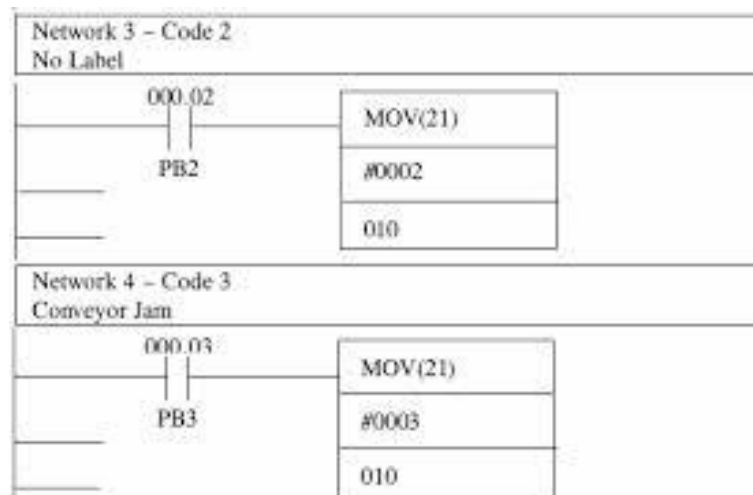 Network 3 – Code 2
No Label
000.02
MOV(21)
PB2
#0002
010
Network 4 – Code 3
Conveyor Jam
000.03
MOV(21)
PB3
#0003
010